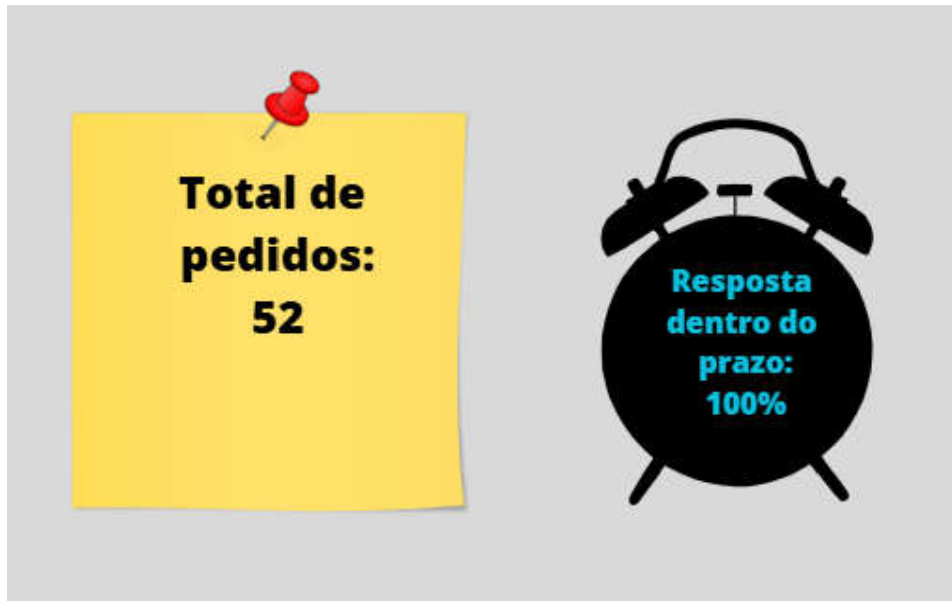 Total de
pedidos:
52
Resposta
dentro do
prazo:
100%